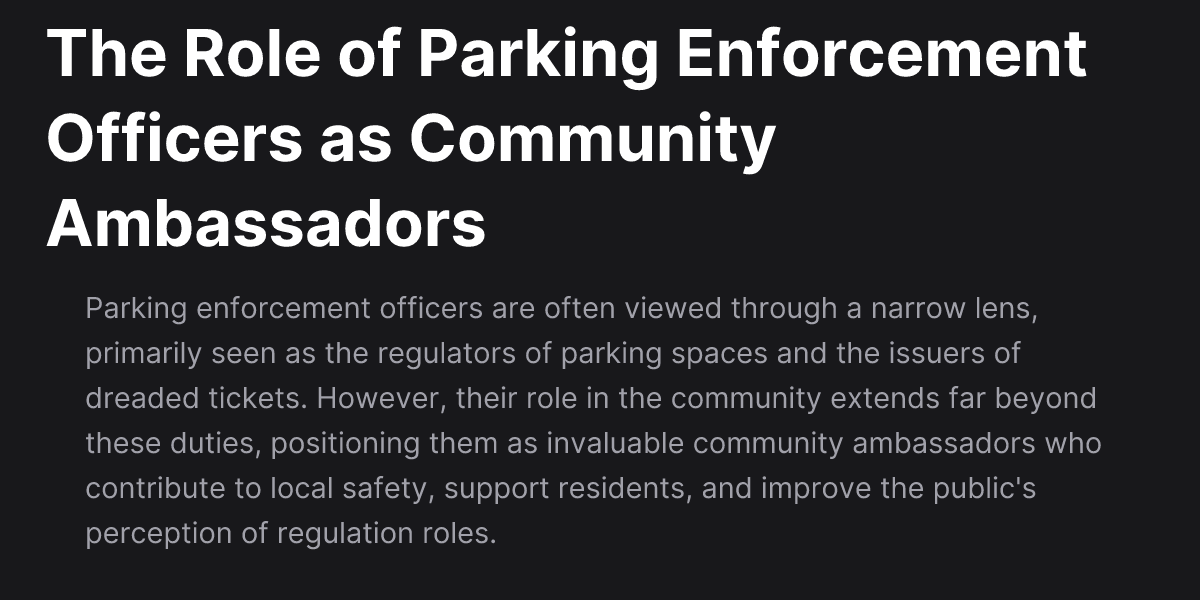 The Role of Parking Enforcement
Officers as Community
Ambassadors
Parking enforcement officers are often viewed through a narrow lens,
primarily seen as the regulators of parking spaces and the issuers of
dreaded tickets. However, their role in the community extends far beyond
these duties, positioning them as invaluable community ambassadors who
contribute to local safety, support residents, and improve the public's
perception of regulation roles.